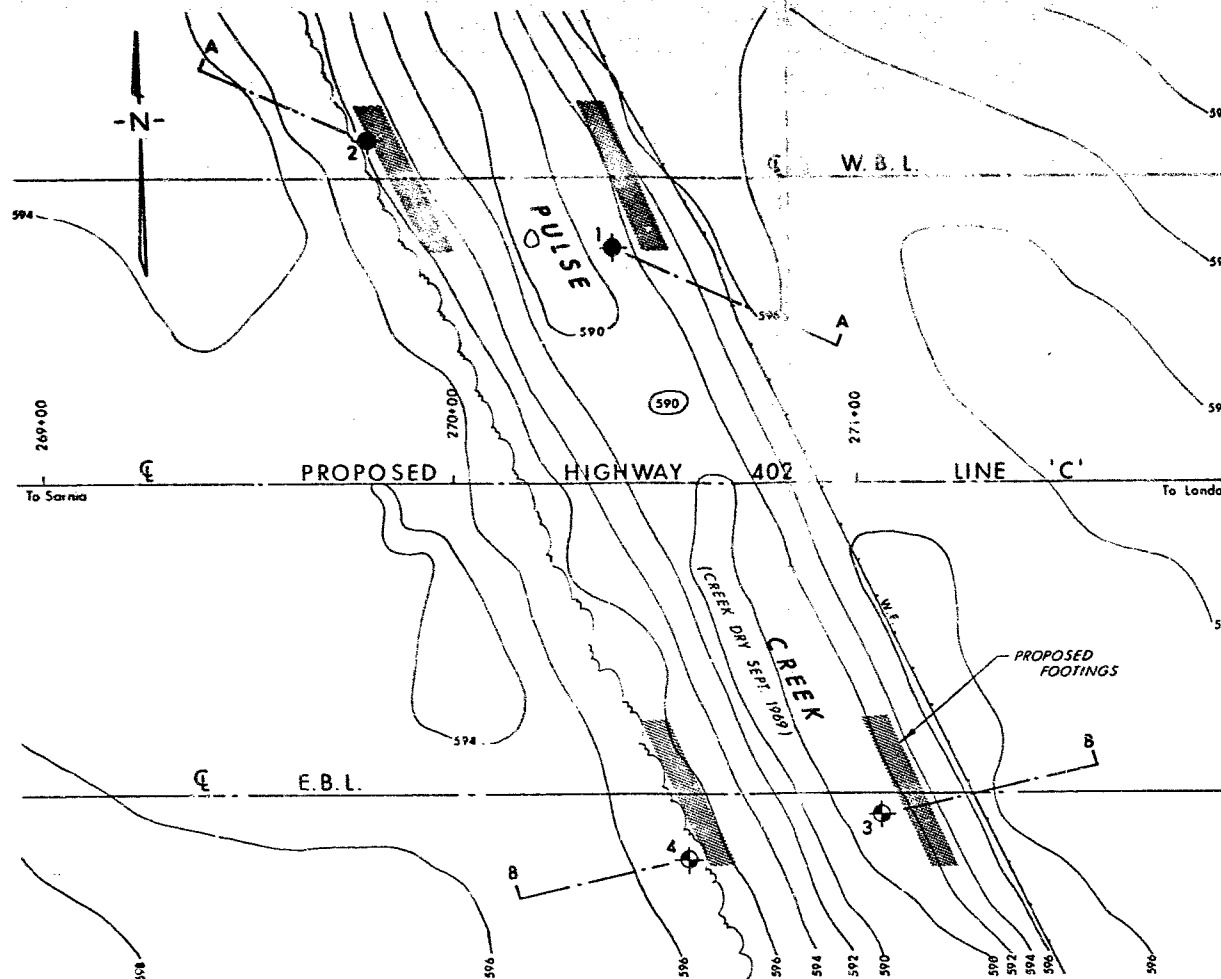 A
-N-
2
℄ W.B.L.
594
PULSE
1
596
A
590
590
269+00
270+00
271+00
℄ PROPOSED HIGHWAY 402 LINE 'C'
To Sarnia
W.F.
(CREEK DRY SEPT. 1969)
CREEK
PROPOSED
FOOTINGS
594
B
℄ E.B.L.
3
4
B
598
596
596
596
594
592
590
590
592
594
596
596